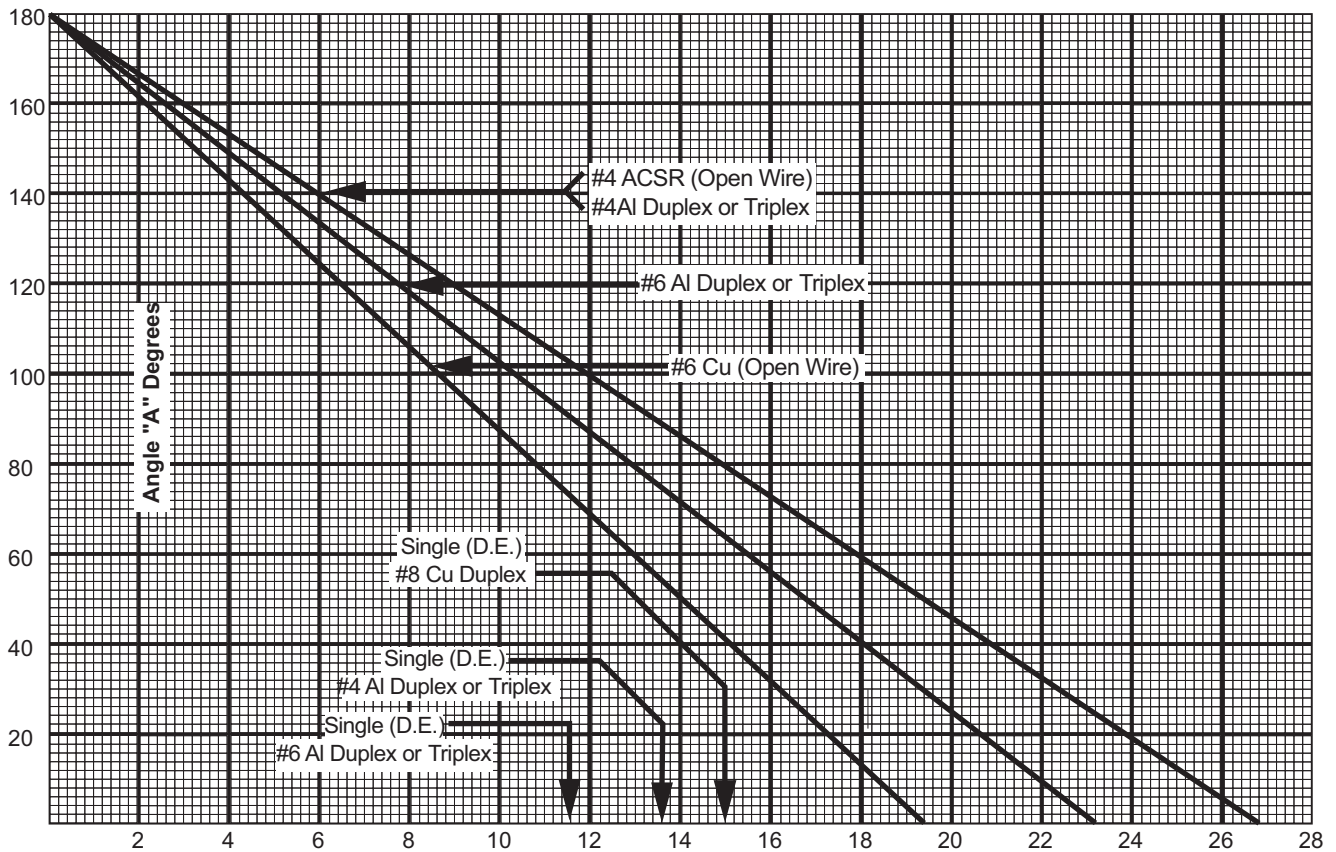 180
160
140
120
100
80
60
40
20
Angle "A" Degrees
#4 ACSR (Open Wire)
#4Al Duplex or Triplex
#6 Al Duplex or Triplex
#6 Cu (Open Wire)
Single (D.E.)
#8 Cu Duplex
Single (D.E.)
#4 Al Duplex or Triplex
Single (D.E.)
#6 Al Duplex or Triplex
2 4 6 8 10 12 14 16 18 20 22 24 26 28